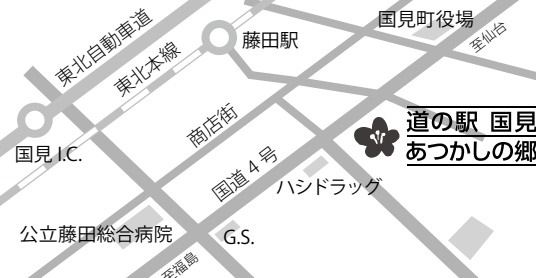 国見町役場
至仙台
東北自動車道
藤田駅
東北本線
道の駅 国見
あつかしの郷
商店街
国見 I.C.
国道4号
ハシドラッグ
公立藤田総合病院
G.S.
至福島